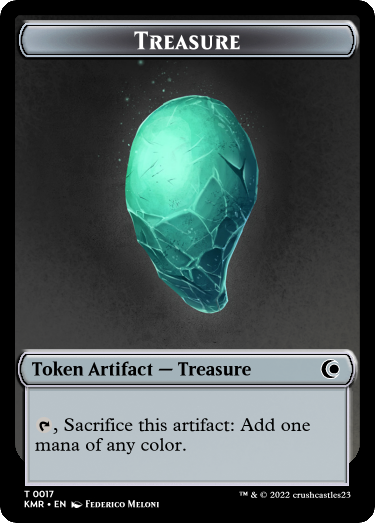 Treasure
Token Artifact — Treasure
, Sacrifice this artifact: Add one
mana of any color.
T 0017
KMR • EN Federico Meloni
™ & © 2022 crushcastles23